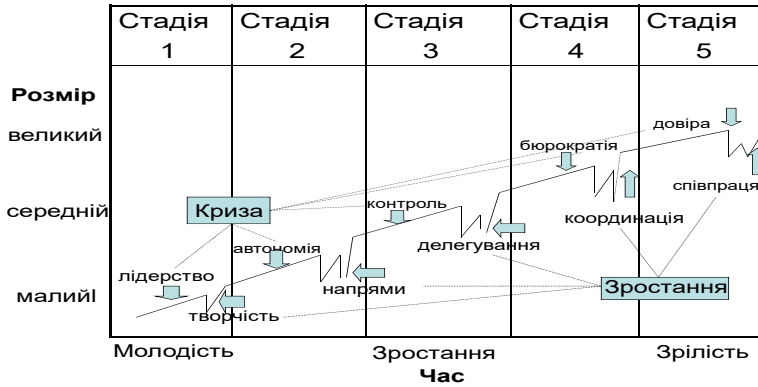 Стадія
1
Стадія
2
Стадія
3
Стадія
4
Стадія
5
Розмір
великий
середній
малийІ
довіра
бюрократія
співпраця
Криза
контроль
координація
автономія
делегування
лідерство
напрями
Зростання
творчість
Молодість
Зростання
Зрілість
Час